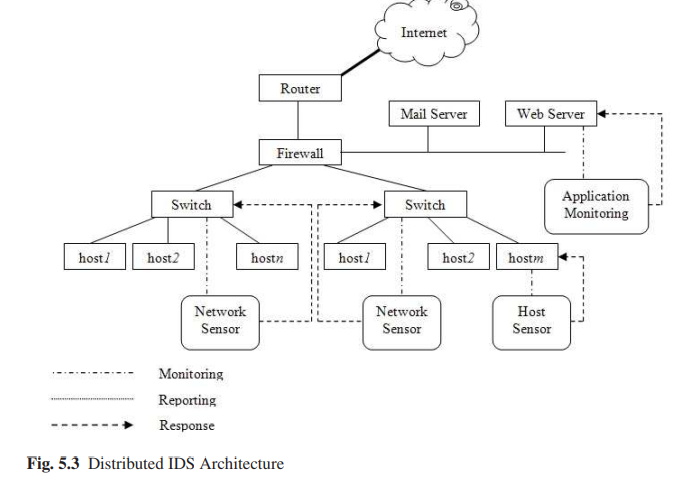 Internet
Router
Mail Server
Web Server
Firewall
Application
Monitoring
Switch
Switch
host1
host2
hostn
host1
host2
hostm
Network
Sensor
Network
Sensor
Host
Sensor
Monitoring
Reporting
Response
Fig. 5.3 Distributed IDS Architecture